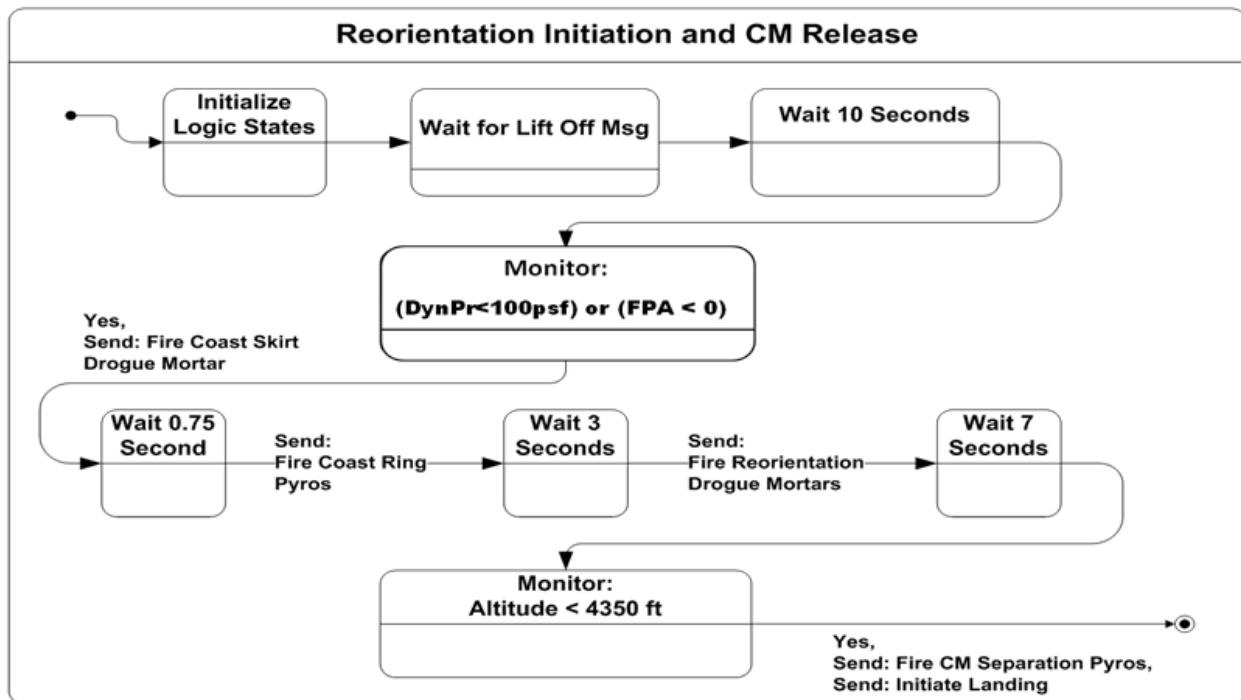 Reorientation Initiation and CM Release
Initialize
Logic States
Wait for Lift Off Msg
Wait 10 Seconds
Monitor:
(DynPr<100psf) or (FPA < 0)
Yes,
Send: Fire Coast Skirt
Drogue Mortar
Wait 0.75
Second
Send:
Fire Coast Ring
Pyros
Wait 3
Seconds
Send:
Fire Reorientation
Drogue Mortars
Wait 7
Seconds
Monitor:
Altitude < 4350 ft
Yes,
Send: Fire CM Separation Pyros,
Send: Initiate Landing